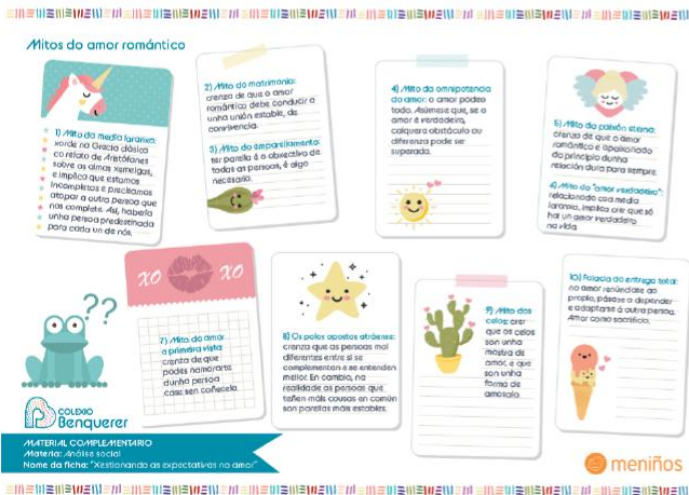 Mitos do amor romántico
1) Mito da media laranxa:
xorde na Grecia clásica
co relato de Aristófanes
sobre as almas xemelgas,
e implica que estamos
incompletos e precisamos
atopar a outra persoa que
nos complete. Así, habería
unha persoa predestinada
para cada un de nós.
2) Mito do matrimonio:
crenza de que o amor
romántico debe conducir a
unha unión estable, de
convivencia.
3) Mito do emparellamento:
ter parella é o obxectivo de
todas as persoas, é algo
necesario.
4) Mito da omnipotencia
do amor: o amor pódeo
todo. Asúmese que, se o
amor é verdadeiro,
calquera obstáculo ou
diferenza pode ser
superada.
5) Mito da paixón eterna:
crenza de que o amor
romántico e apaixonado
do principio dunha
relación dura para sempre.
6) Mito do "amor verdadeiro":
relacionado coa media
laranxa, implica crer que só
hai un amor verdadeiro
na vida.
XO XO
7) Mito do amor
a primeira vista:
crenza de que
podes namorarte
dunha persoa
case sen coñecela.
8) Os polos opostos atráense:
crenza que as persoas moi
diferentes entre si se
complementan e se entenden
mellor. En cambio, na
realidade as persoas que
teñen máis cousas en común
son parellas máis estables.
9) Mito dos
celos: crer
que os celos
son unha
mostra de
amor, e que
son unha
forma de
amosalo.
10) Falacia da entrega total:
no amor renúnciase ao
propio, pásase a depender
e adaptarse á outra persoa.
Amor como sacrificio.
??
COLEXIO
Benquerer
MATERIAL COMPLEMENTARIO
Materia: Análise social
Nome da ficha: "Xestionando as expectativas no amor"
meniños